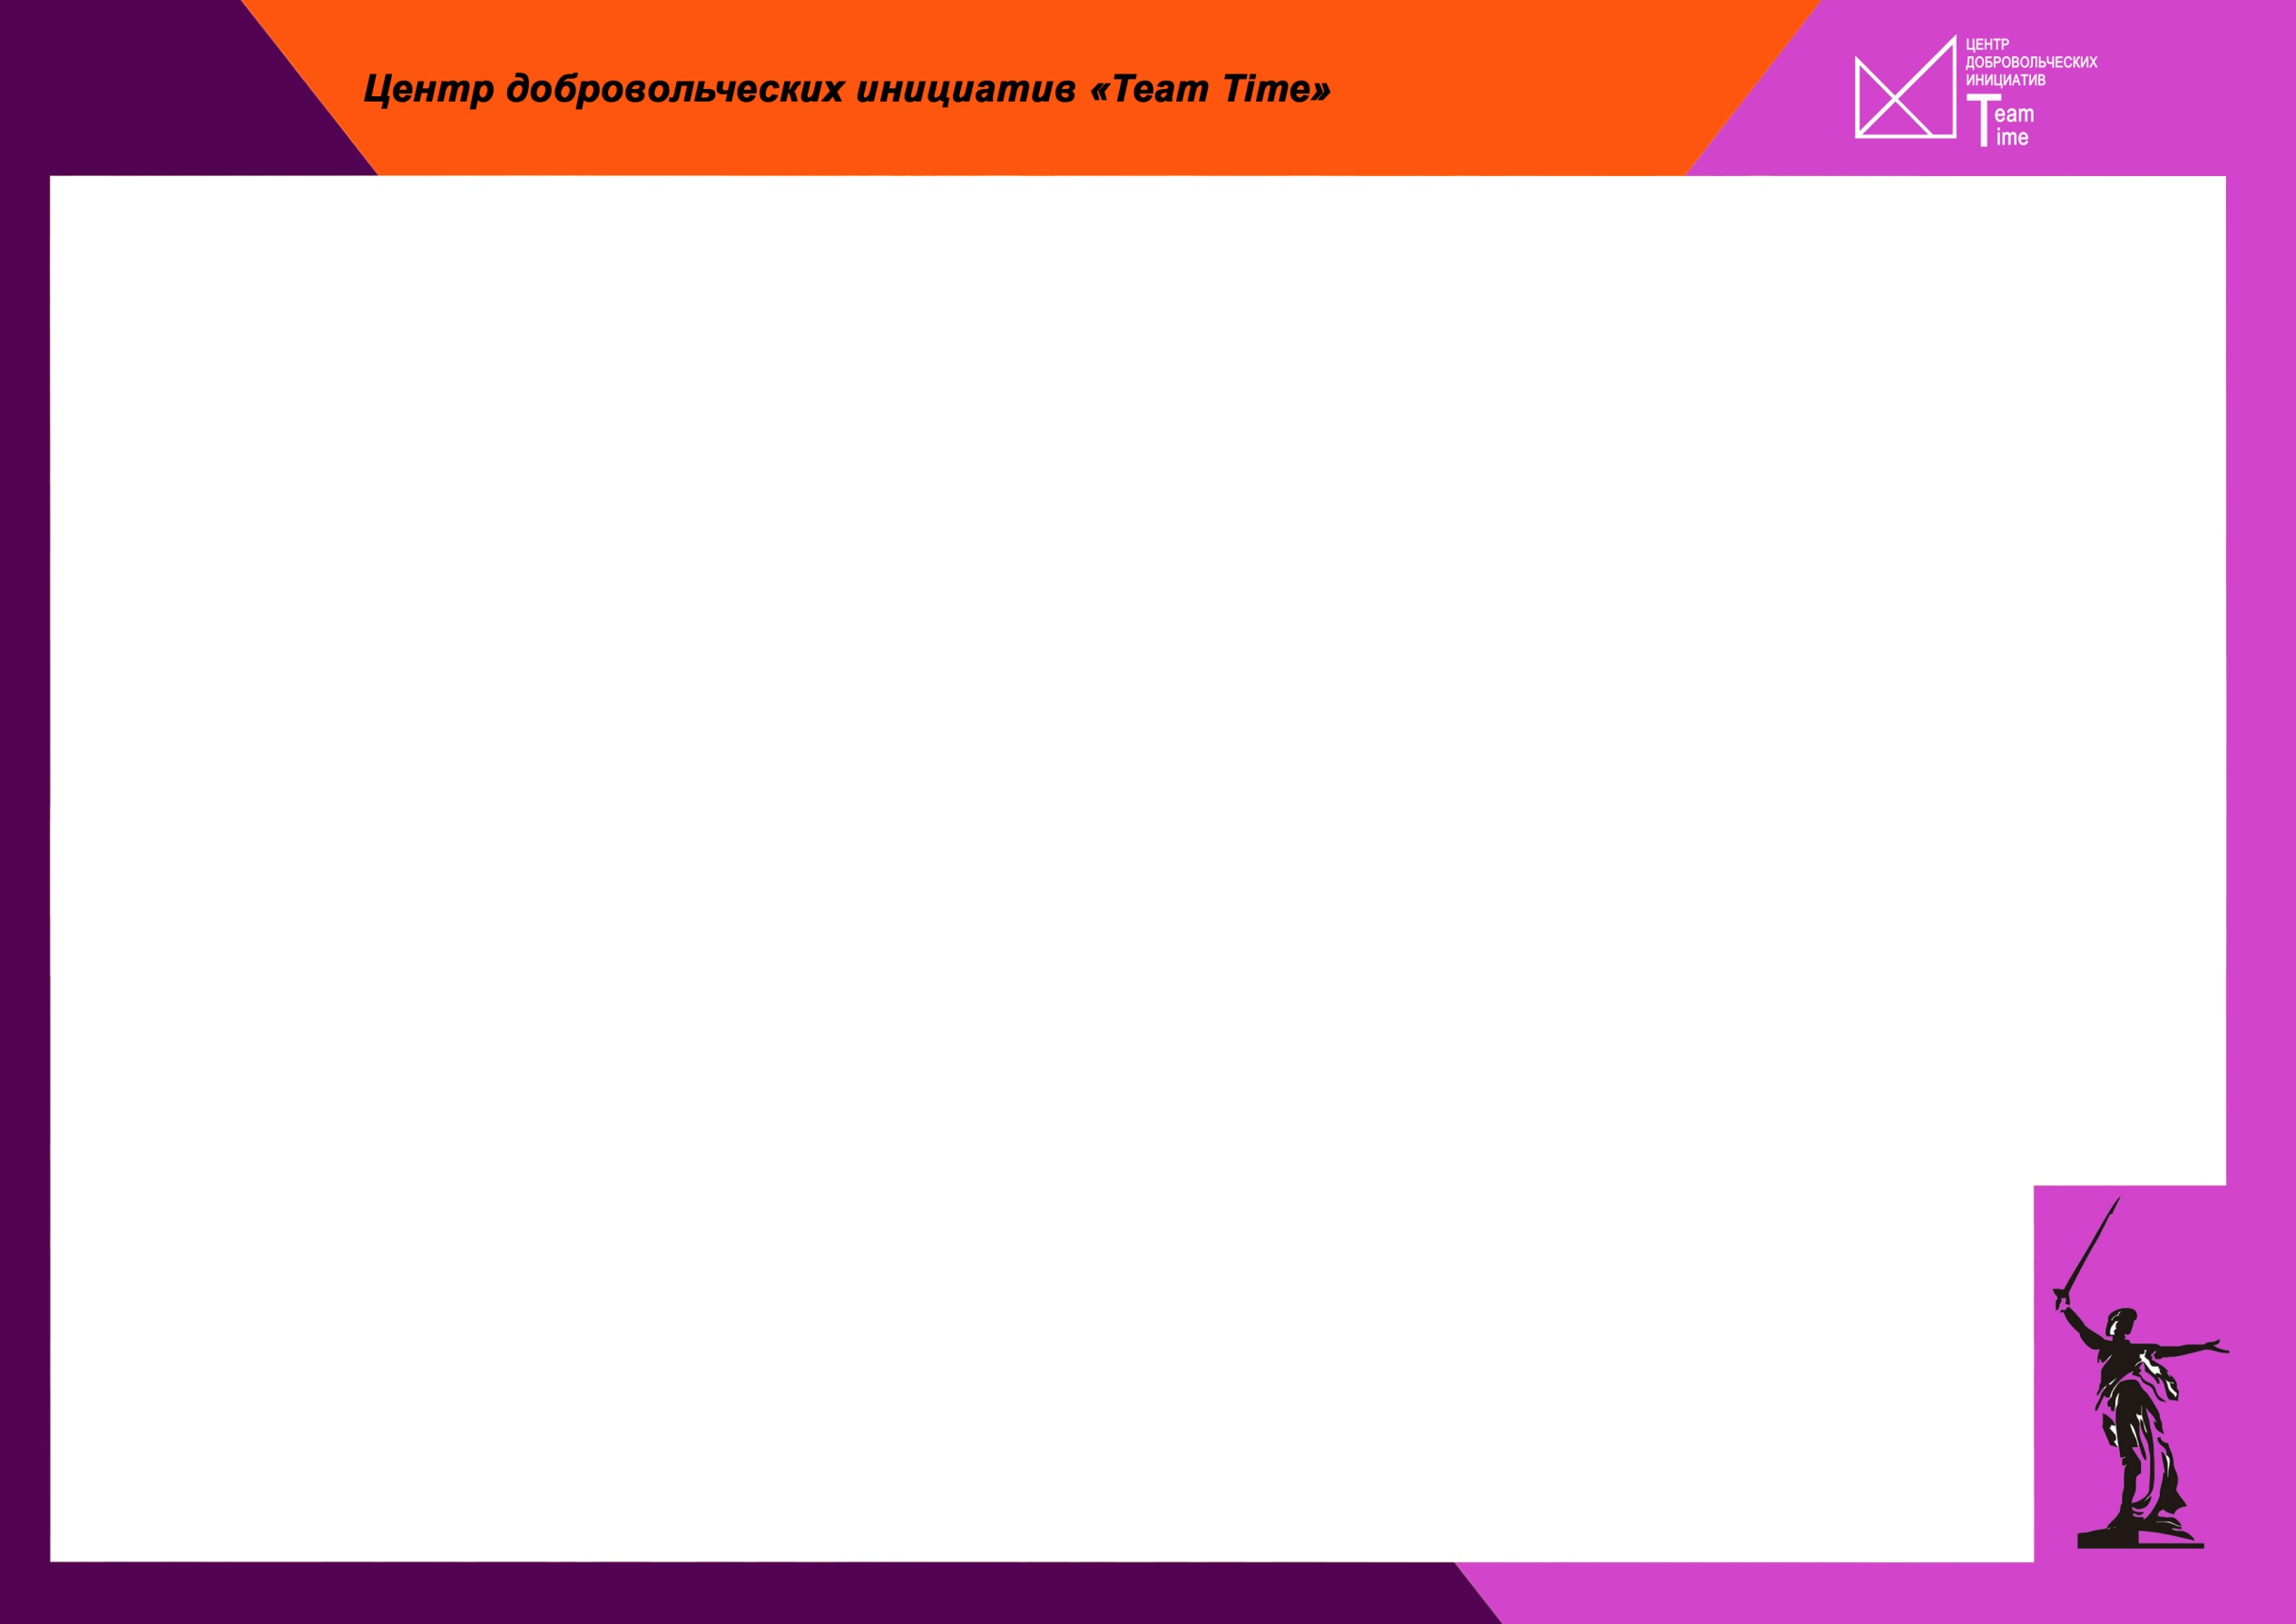 Центр добровольческих инициатив «Team Time»
ЦЕНТР
ДОБРОВОЛЬЧЕСКИХ
ИНИЦИАТИВ
Team
Time